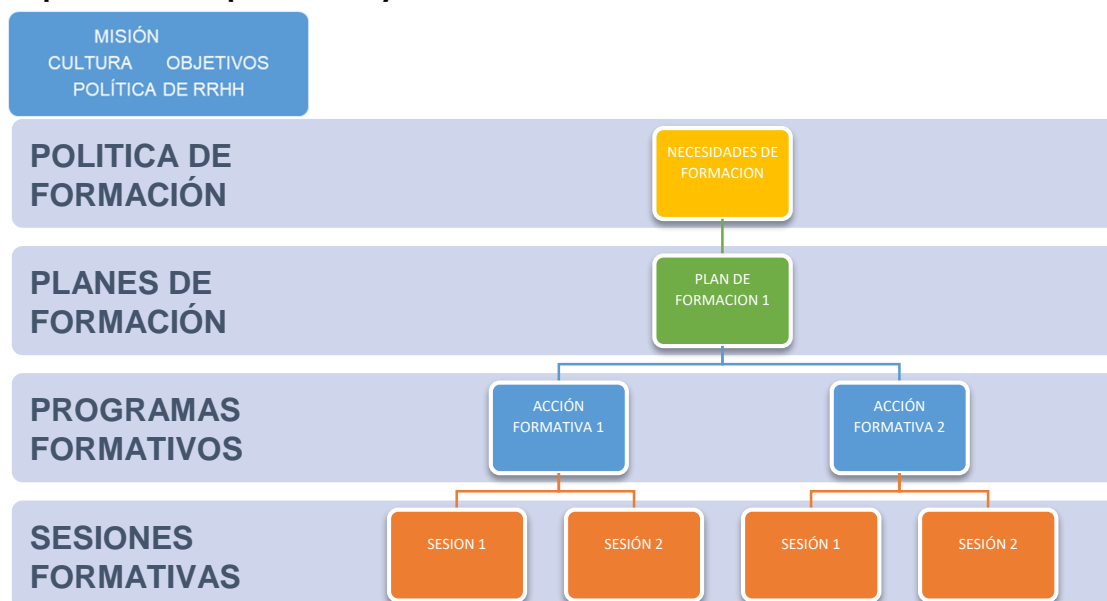 MISIÓN
CULTURA OBJETIVOS
POLÍTICA DE RRHH
POLITICA DE
FORMACIÓN
NECESIDADES DE
FORMACION
PLANES DE
FORMACIÓN
PLAN DE
FORMACION 1
PROGRAMAS
FORMATIVOS
ACCIÓN
FORMATIVA 1
ACCIÓN
FORMATIVA 2
SESIONES
FORMATIVAS
SESION 1
SESIÓN 2
SESIÓN 1
SESIÓN 2